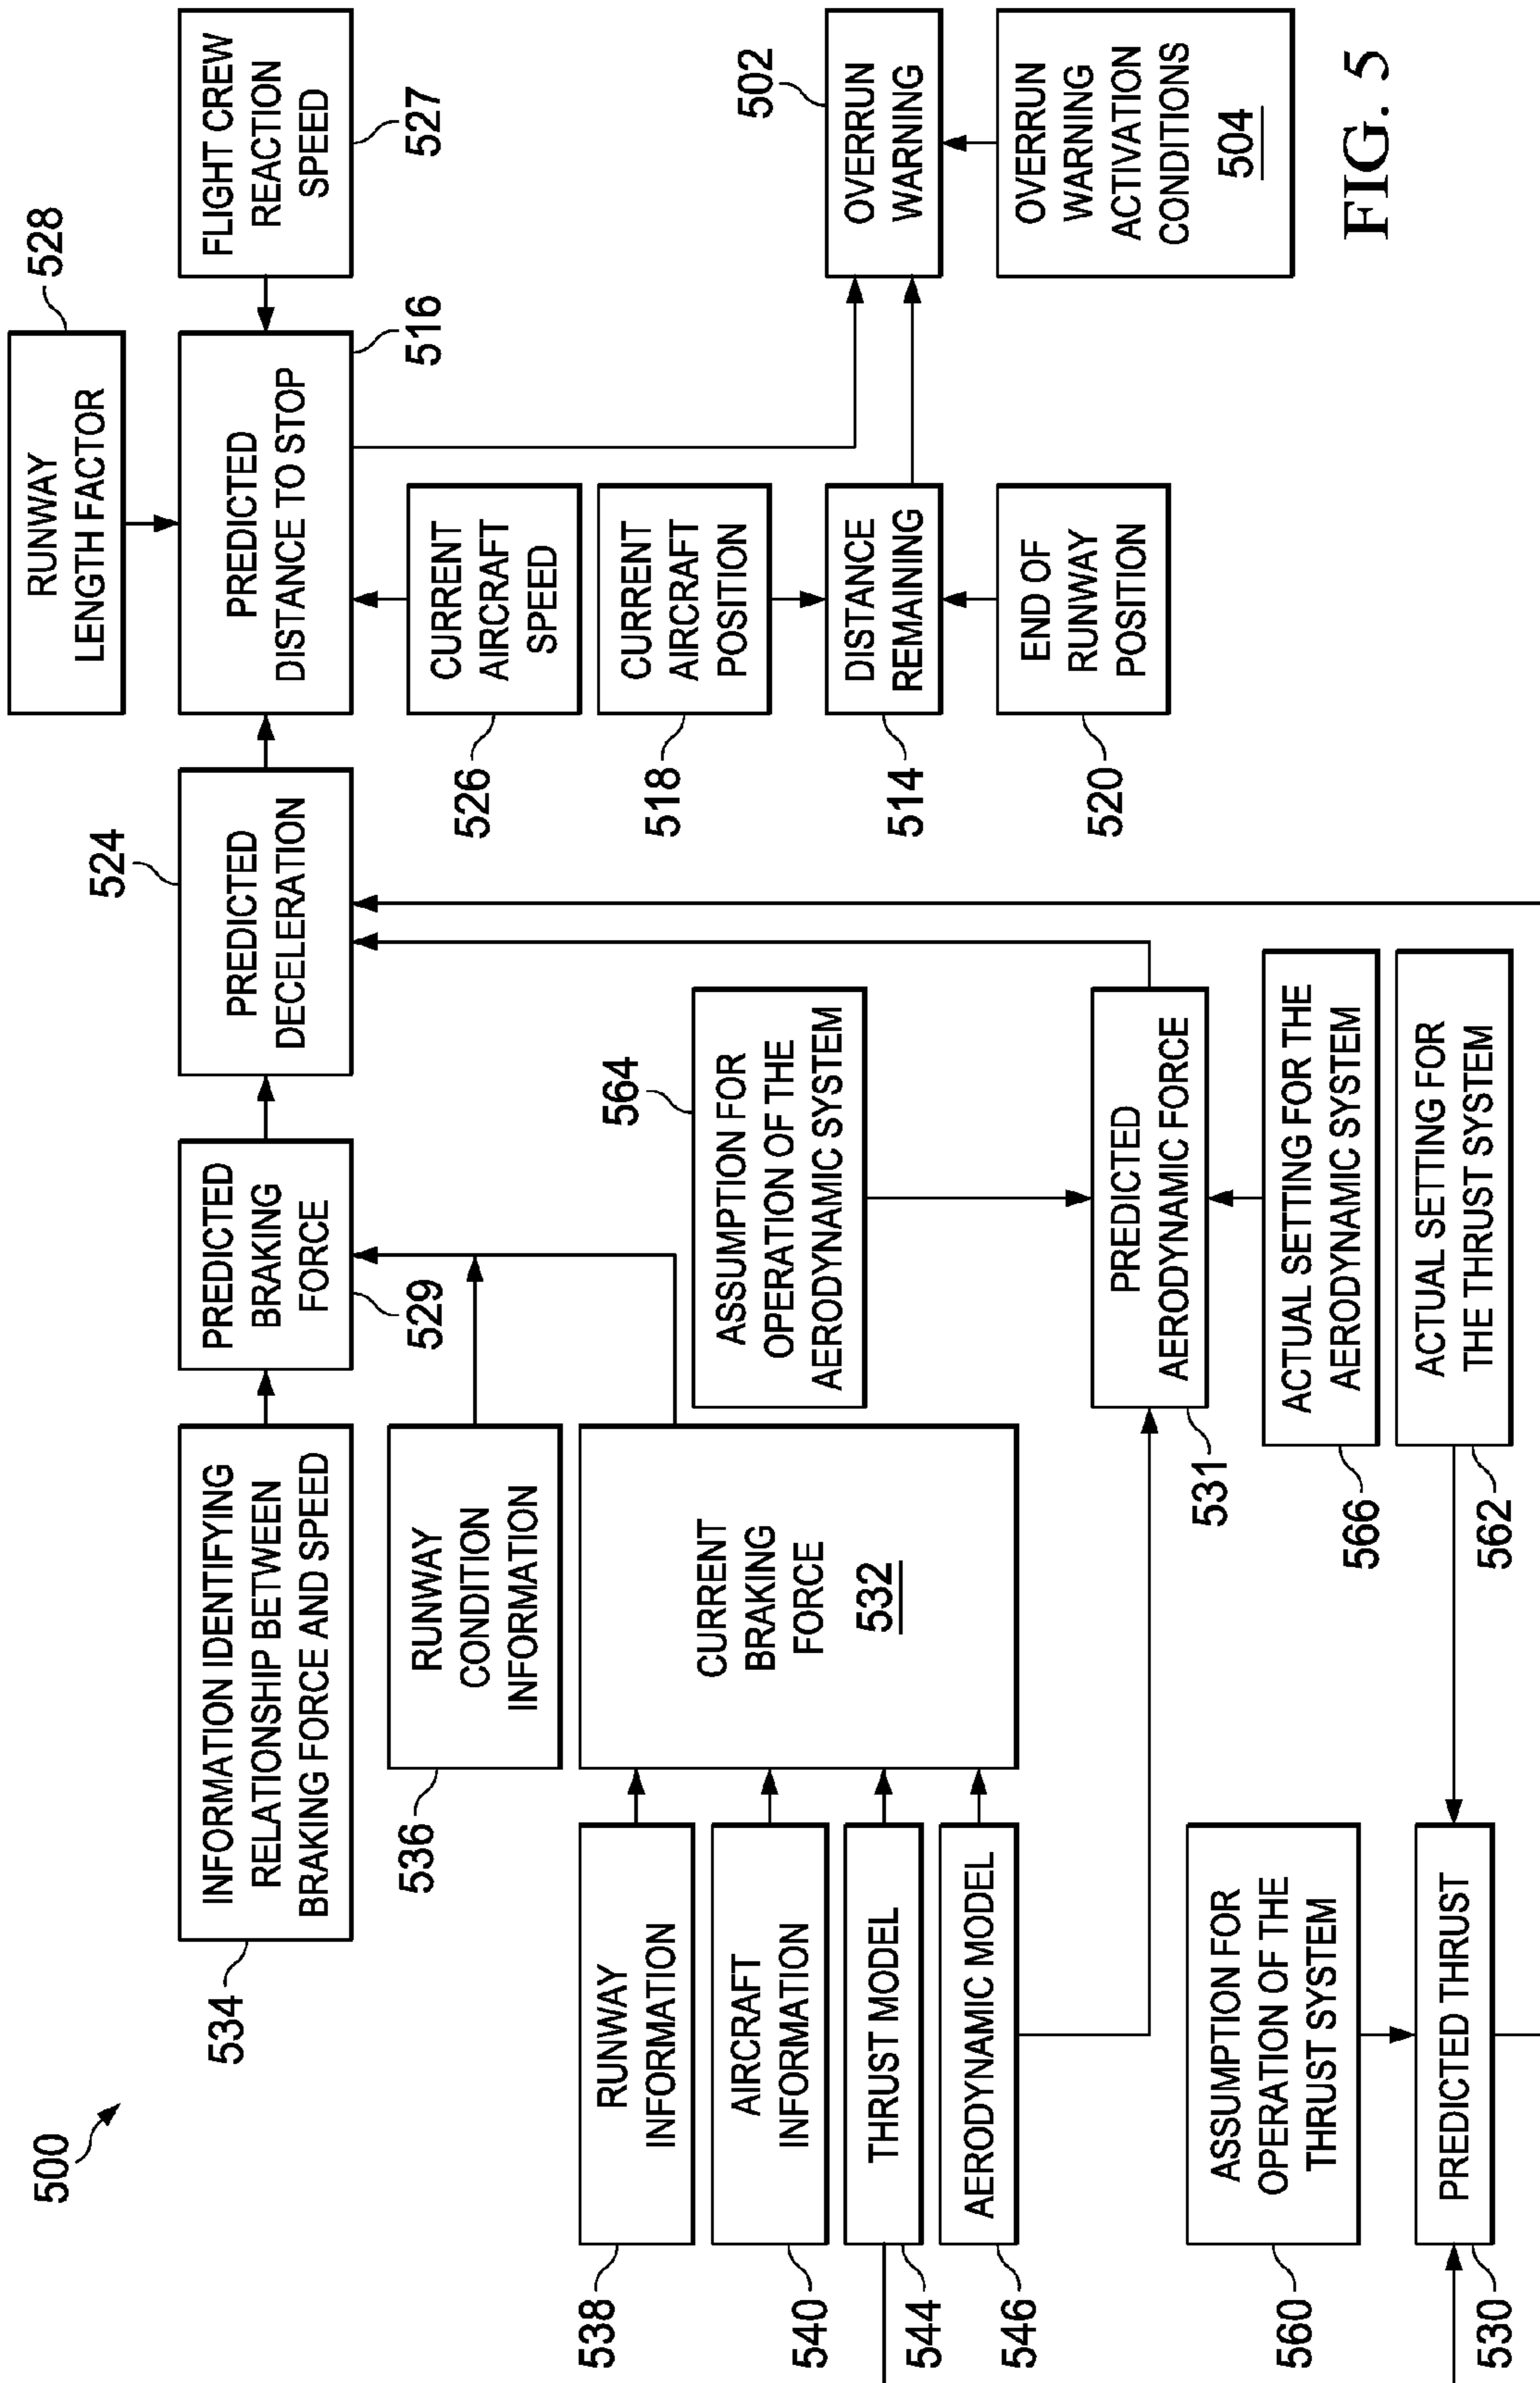 500
RUNWAY
LENGTH FACTOR
528
524
534
INFORMATION IDENTIFYING
RELATIONSHIP BETWEEN
BRAKING FORCE AND SPEED
PREDICTED
BRAKING
FORCE
529
PREDICTED
DECELERATION
PREDICTED
DISTANCE TO STOP
516
FLIGHT CREW
REACTION
SPEED
527
536
RUNWAY
CONDITION
INFORMATION
526
CURRENT
AIRCRAFT
SPEED
538
RUNWAY
INFORMATION
540
AIRCRAFT
INFORMATION
544
THRUST MODEL
546
AERODYNAMIC MODEL
CURRENT
BRAKING
FORCE
532
564
ASSUMPTION FOR
OPERATION OF THE
AERODYNAMIC SYSTEM
518
CURRENT
AIRCRAFT
POSITION
514
DISTANCE
REMAINING
520
END OF
RUNWAY
POSITION
502
OVERRUN
WARNING
OVERRUN
WARNING
ACTIVATION
CONDITIONS
504
PREDICTED
AERODYNAMIC FORCE
531
566
ACTUAL SETTING FOR THE
AERODYNAMIC SYSTEM
562
ACTUAL SETTING FOR
THE THRUST SYSTEM
560
ASSUMPTION FOR
OPERATION OF THE
THRUST SYSTEM
530
PREDICTED THRUST
FIG. 5